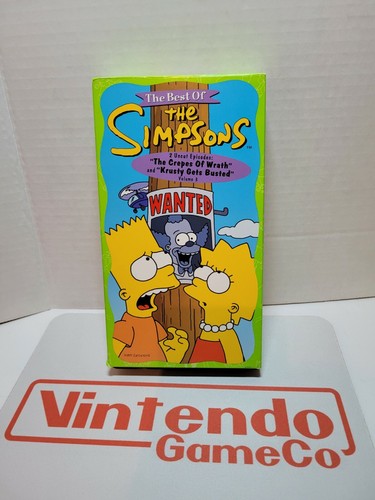 The Best Of
THE
SIMPSONS
2 Uncut Episodes:
"The Crepes Of Wrath"
and "Krusty Gets Busted"
Volume 3
WANTED
Vintendo
GameCo